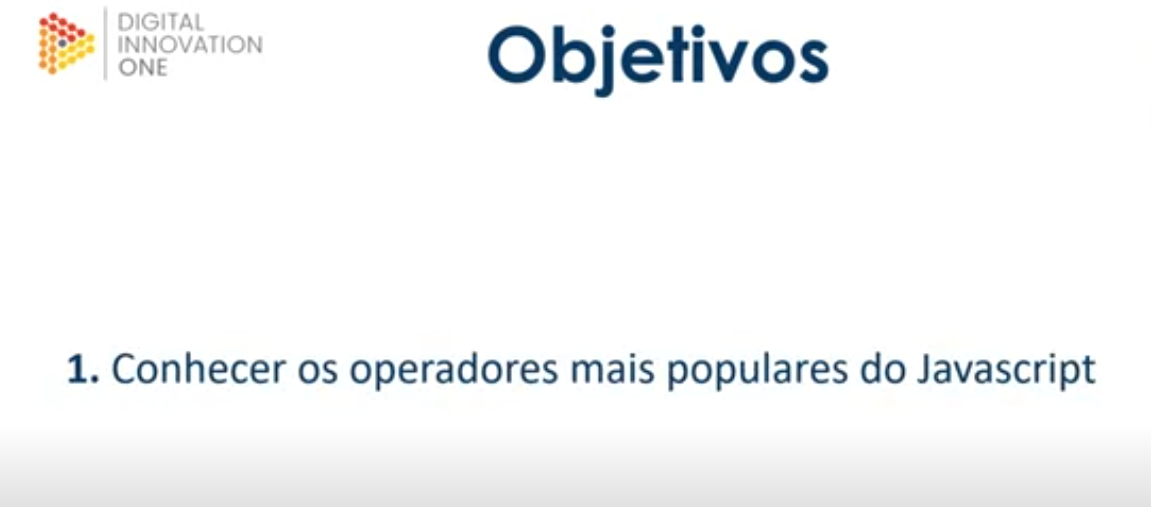 DIGITAL
INNOVATION
ONE
Objetivos
1. Conhecer os operadores mais populares do Javascript